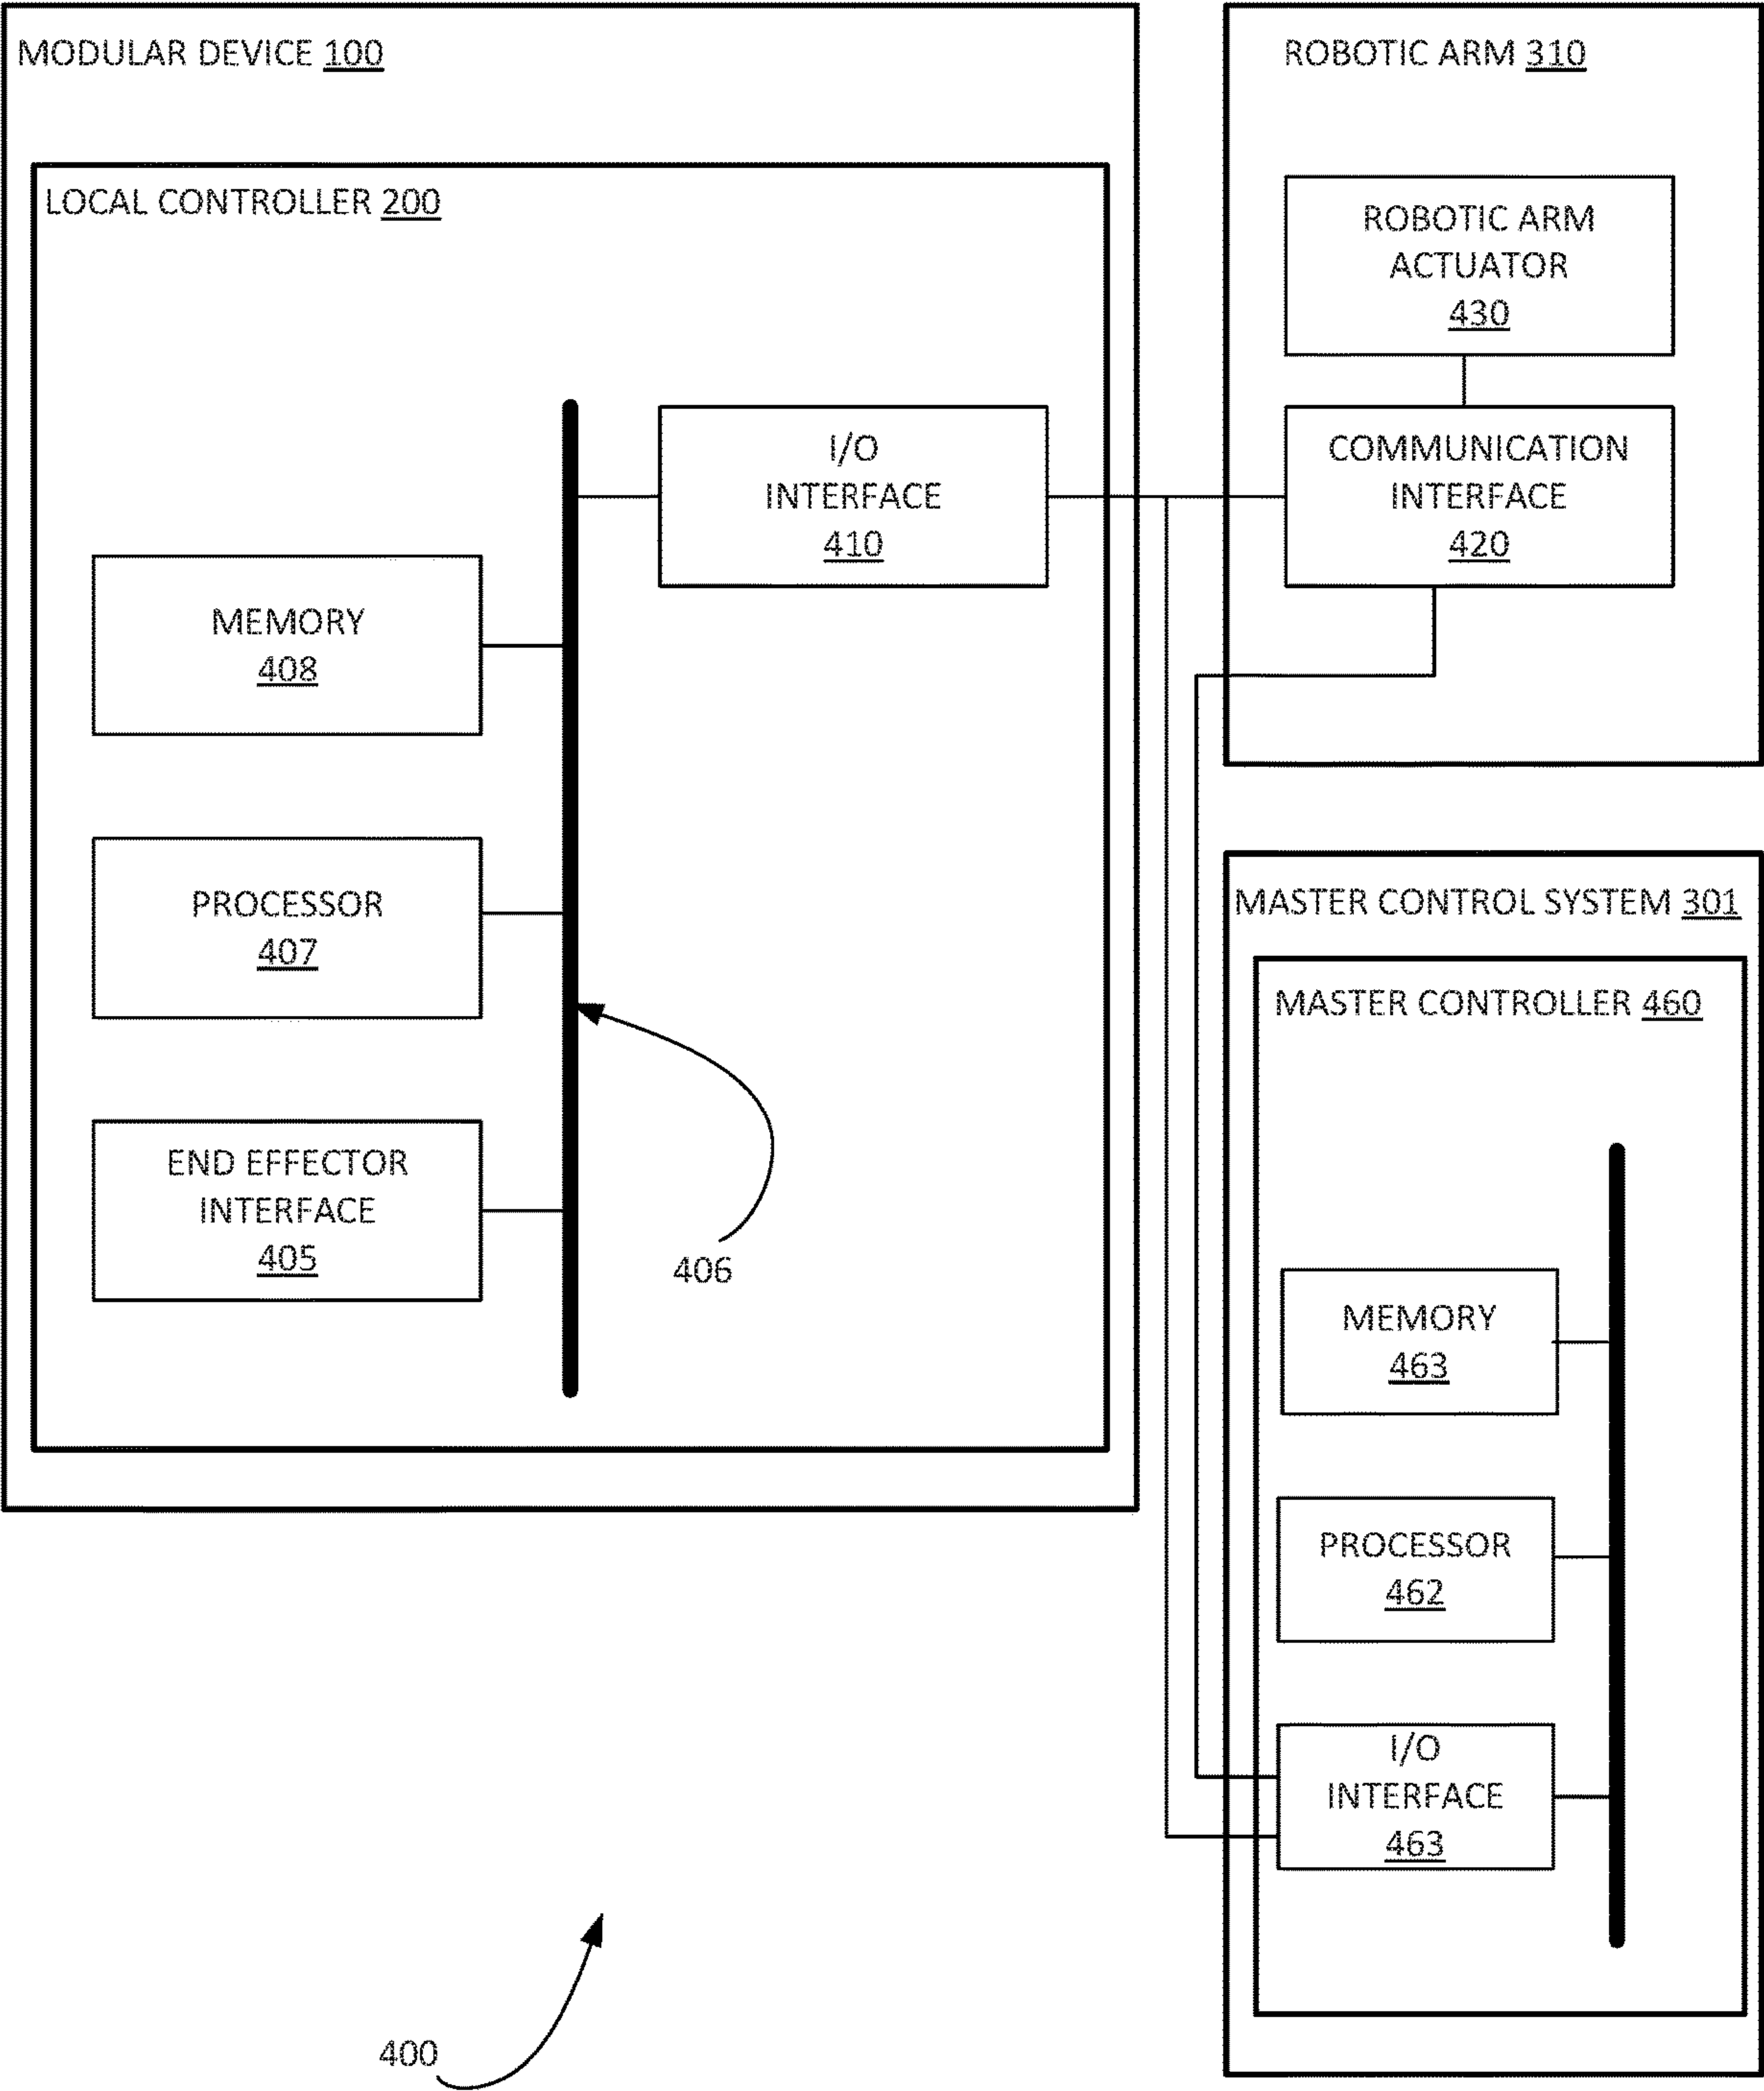 MODULAR DEVICE 100
LOCAL CONTROLLER 200
I/O
INTERFACE
410
MEMORY
408
PROCESSOR
407
END EFFECTOR
INTERFACE
405
406
ROBOTIC ARM 310
ROBOTIC ARM
ACTUATOR
430
COMMUNICATION
INTERFACE
420
MASTER CONTROL SYSTEM 301
MASTER CONTROLLER 460
MEMORY
463
PROCESSOR
462
I/O
INTERFACE
463
400